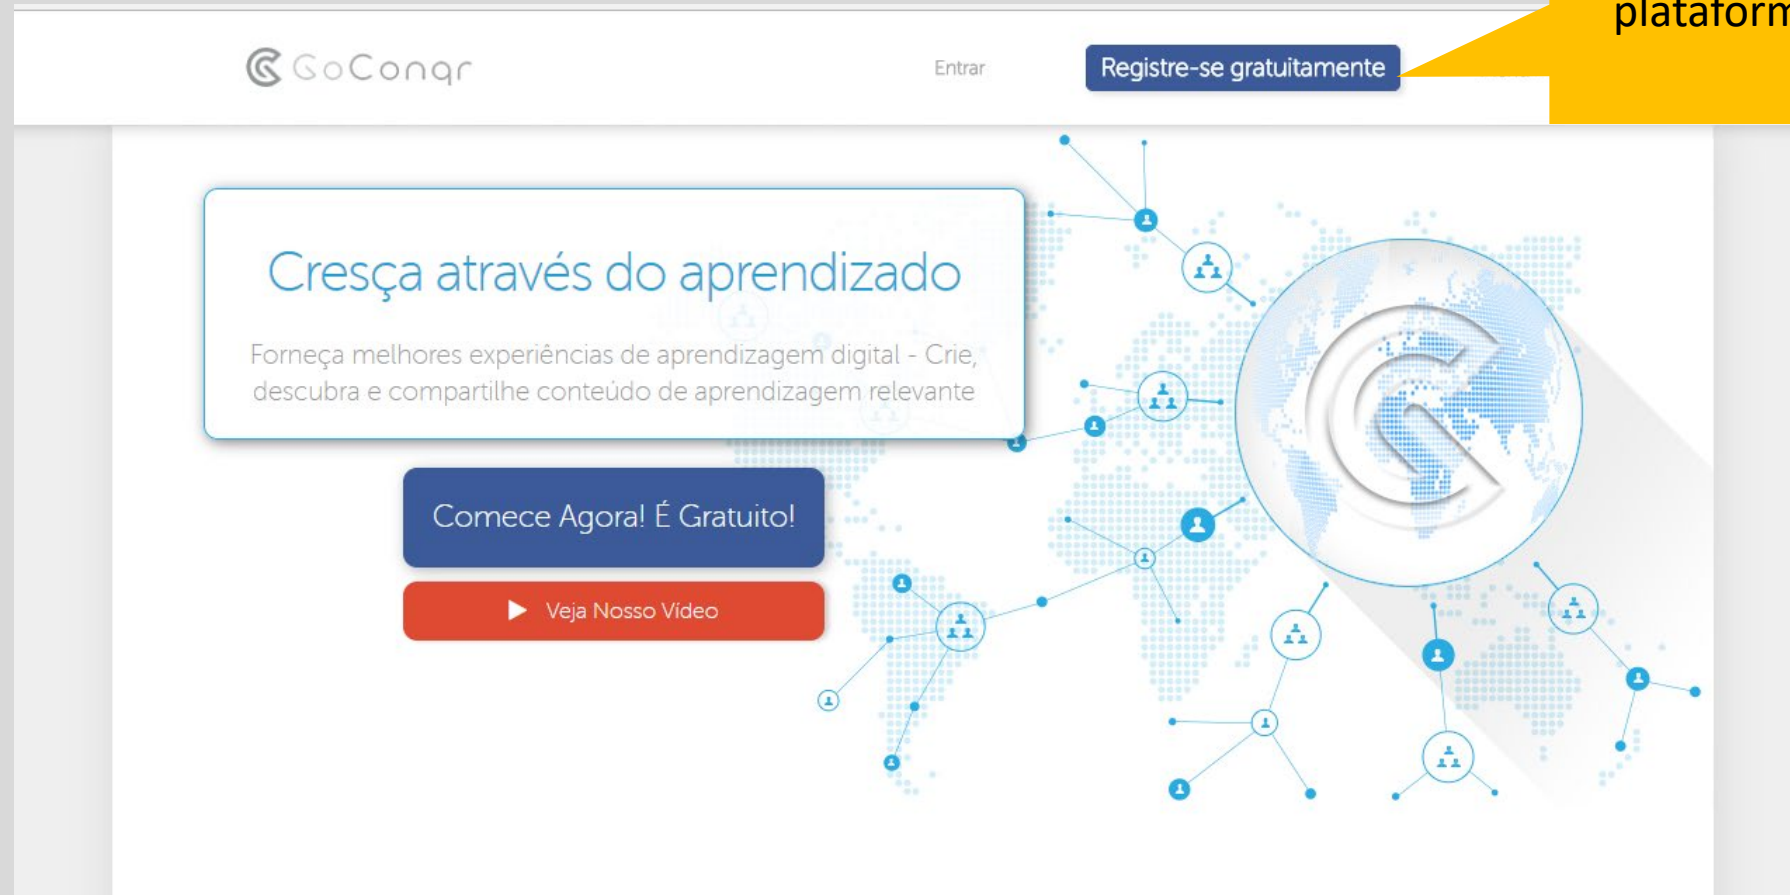 GoConqr
Entrar
Registre-se gratuitamente
Cresça através do aprendizado
Forneça melhores experiências de aprendizagem digital - Crie,
descubra e compartilhe conteúdo de aprendizagem relevante
Comece Agora! É Gratuito!
Veja Nosso Vídeo